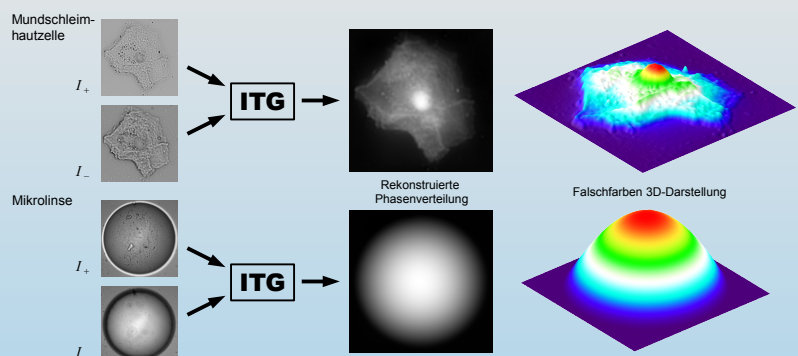 Mundschleim-
hautzelle
I+
ITG
I−
Rekonstruierte
Phasenverteilung
Falschfarben 3D-Darstellung
Mikrolinse
I+
ITG
I